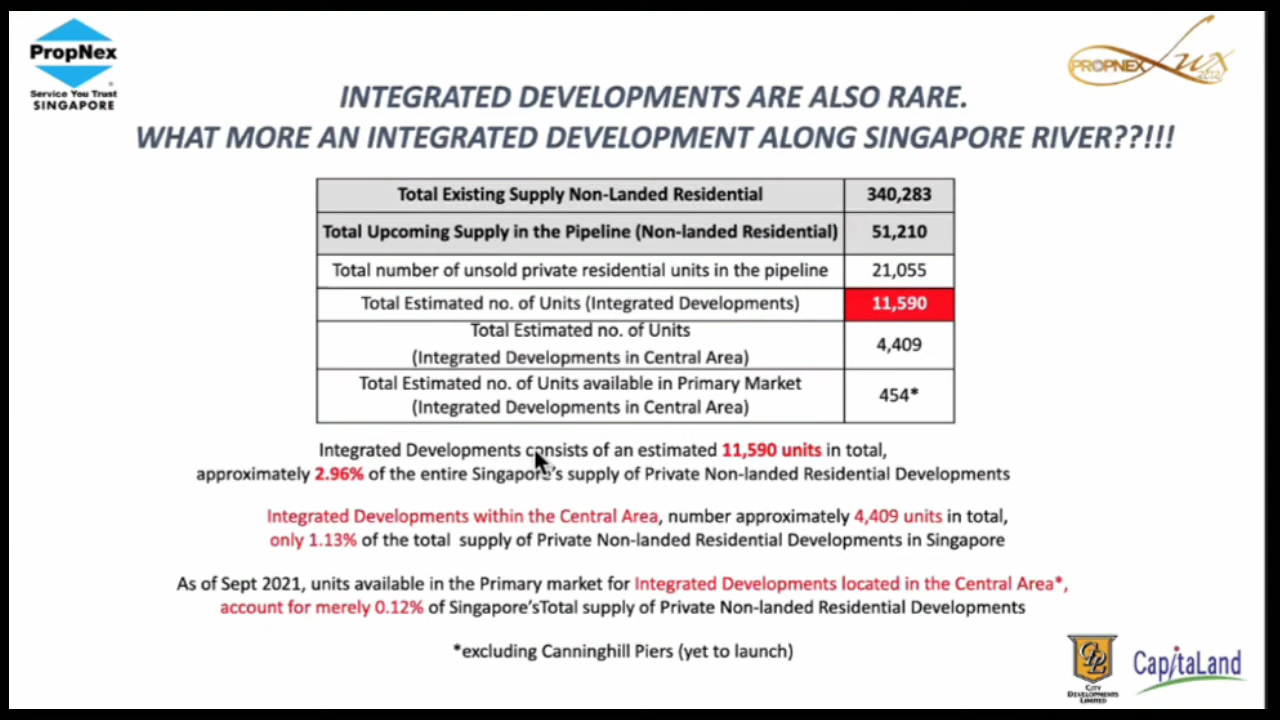 PropNex
Service You Trust
SINGAPORE
PROPNEX Lux
INTEGRATED DEVELOPMENTS ARE ALSO RARE.
WHAT MORE AN INTEGRATED DEVELOPMENT ALONG SINGAPORE RIVER??!!!
Total Existing Supply Non-Landed Residential 340,283
Total Upcoming Supply in the Pipeline (Non-landed Residential) 51,210
Total number of unsold private residential units in the pipeline 21,055
Total Estimated no. of Units (Integrated Developments) 11,590
Total Estimated no. of Units
(Integrated Developments in Central Area) 4,409
Total Estimated no. of Units available in Primary Market
(Integrated Developments in Central Area) 454*
Integrated Developments consists of an estimated 11,590 units in total,
approximately 2.96% of the entire Singapore's supply of Private Non-landed Residential Developments
Integrated Developments within the Central Area, number approximately 4,409 units in total,
only 1.13% of the total supply of Private Non-landed Residential Developments in Singapore
As of Sept 2021, units available in the Primary market for Integrated Developments located in the Central Area*,
account for merely 0.12% of Singapore'sTotal supply of Private Non-landed Residential Developments
*excluding Canninghill Piers (yet to launch)
CITY
DEVELOPMENTS
LIMITED
CapitaLand